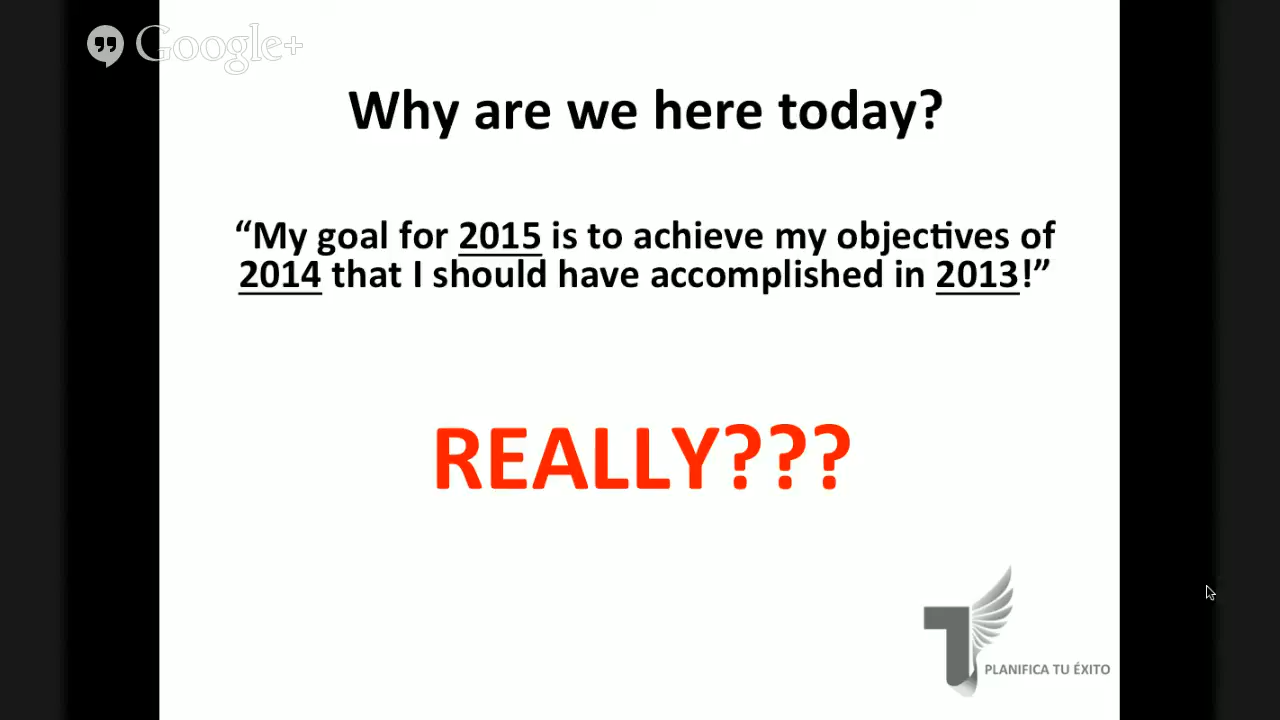 Google+
Why are we here today?
“My goal for 2015 is to achieve my objectives of
2014 that I should have accomplished in 2013!”
REALLY???
PLANIFICA TU ÉXITO